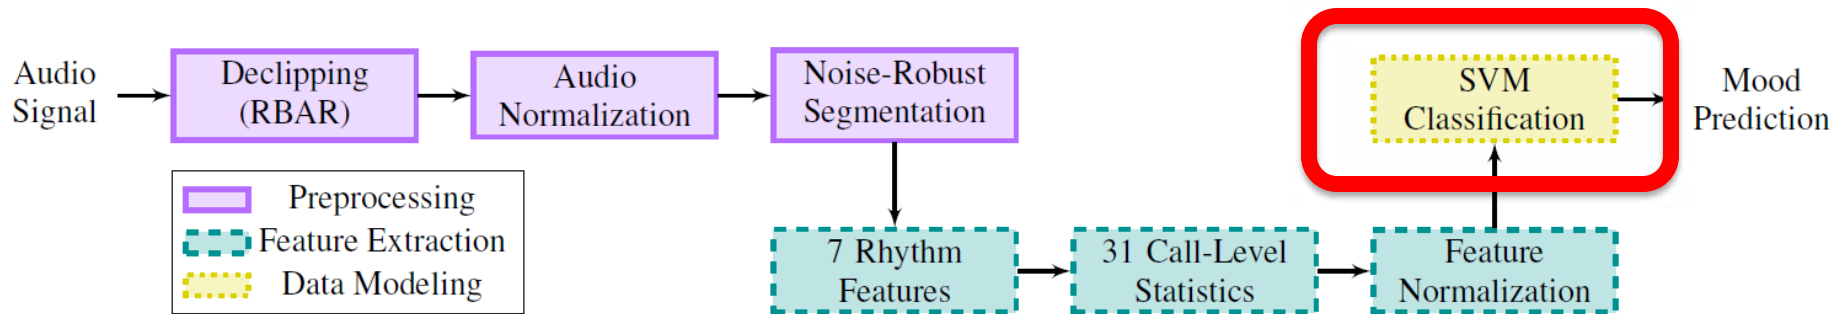 Audio
Signal
Declipping
(RBAR)
Audio
Normalization
Noise-Robust
Segmentation
SVM
Classification
Mood
Prediction
Preprocessing
Feature Extraction
Data Modeling
7 Rhythm
Features
31 Call-Level
Statistics
Feature
Normalization